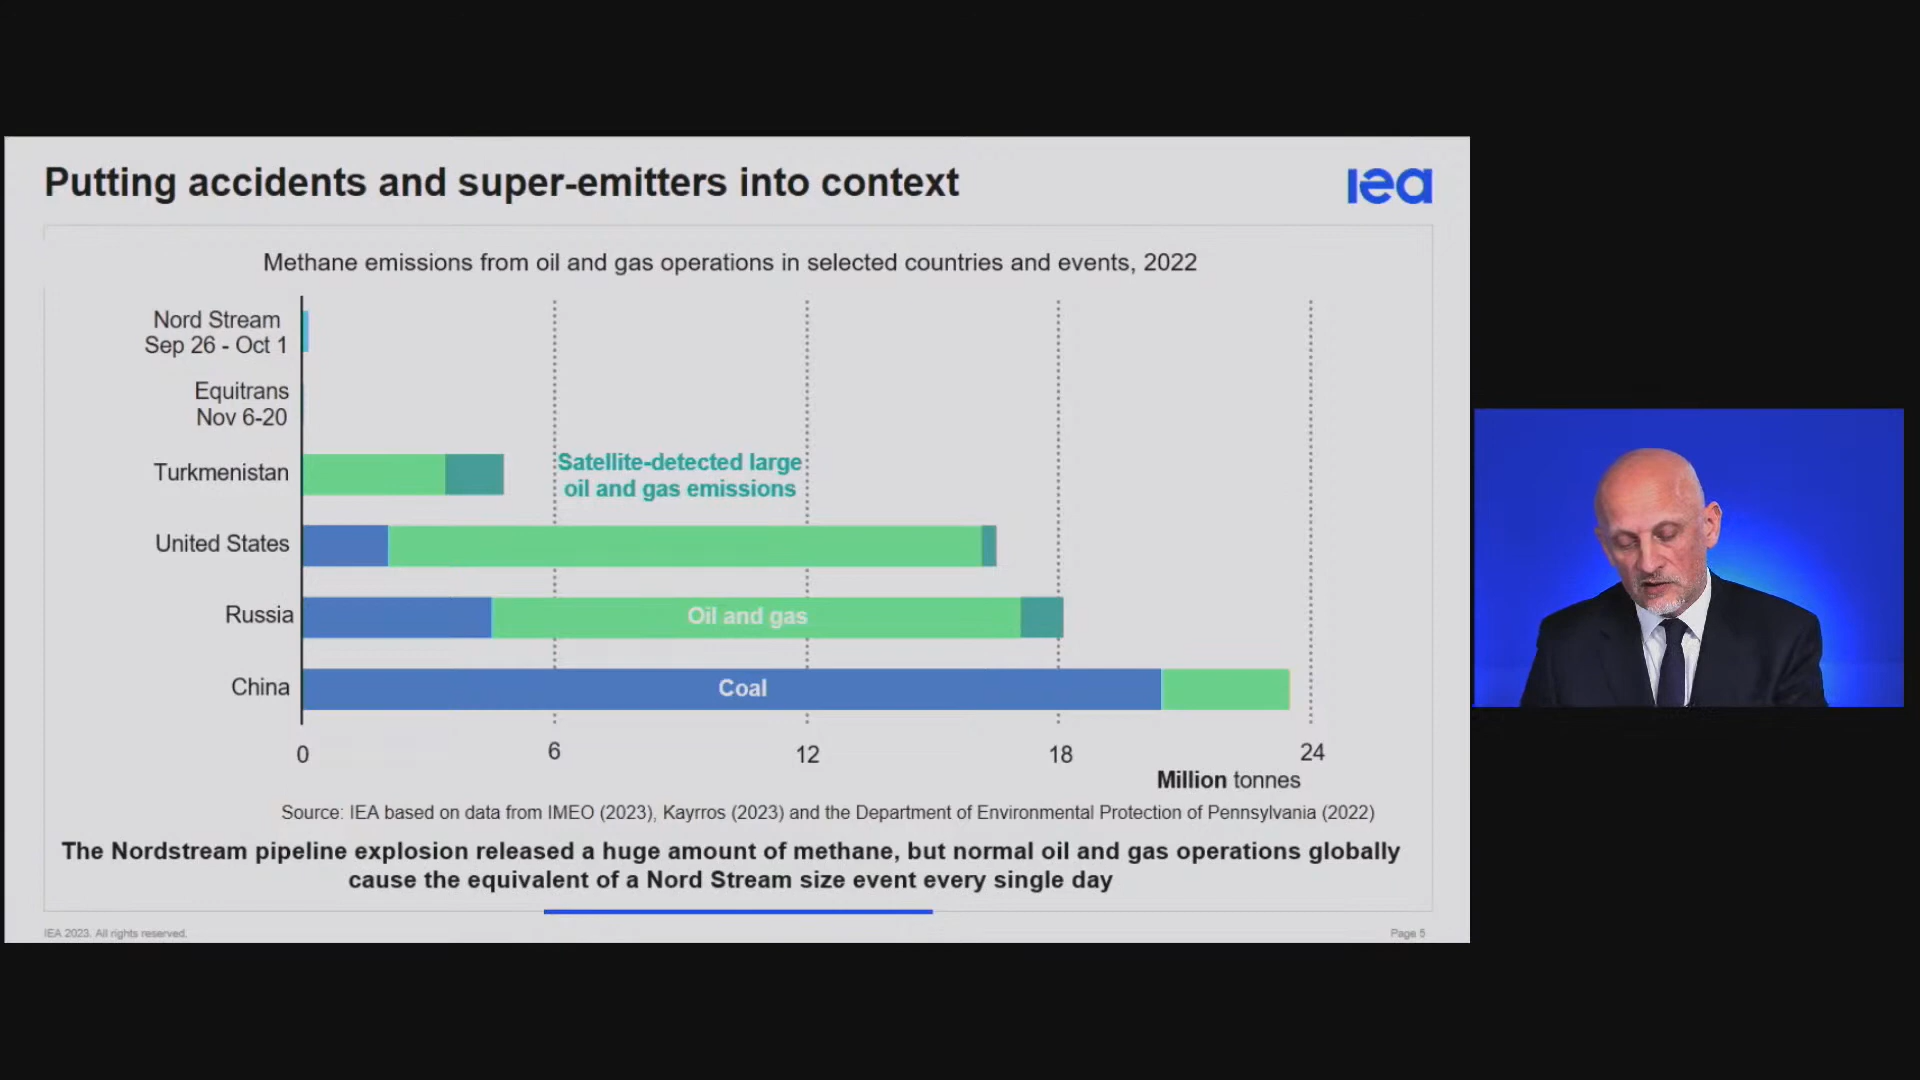 Putting accidents and super-emitters into context
iea
Methane emissions from oil and gas operations in selected countries and events, 2022
Nord Stream
Sep 26 - Oct 1
Equitrans
Nov 6-20
Turkmenistan
Satellite-detected large
oil and gas emissions
United States
Russia
Oil and gas
China
Coal
0
6
12
18
24
Million tonnes
Source: IEA based on data from IMEO (2023), Kayrros (2023) and the Department of Environmental Protection of Pennsylvania (2022)
The Nordstream pipeline explosion released a huge amount of methane, but normal oil and gas operations globally
cause the equivalent of a Nord Stream size event every single day
IEA 2023. All rights reserved.
Page 5